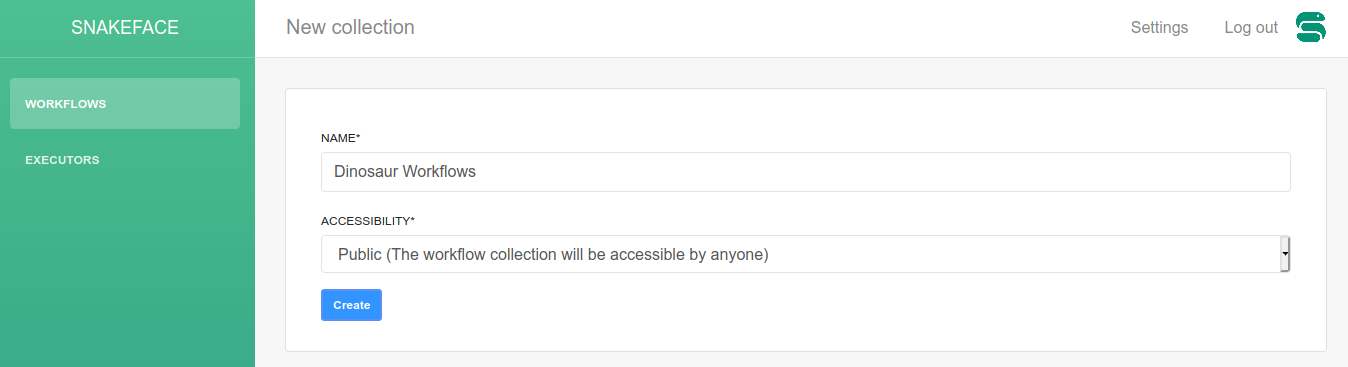 SNAKEFACE
New collection
Settings
Log out
WORKFLOWS
EXECUTORS
NAME*
Dinosaur Workflows
ACCESSIBILITY*
Public (The workflow collection will be accessible by anyone)
Create